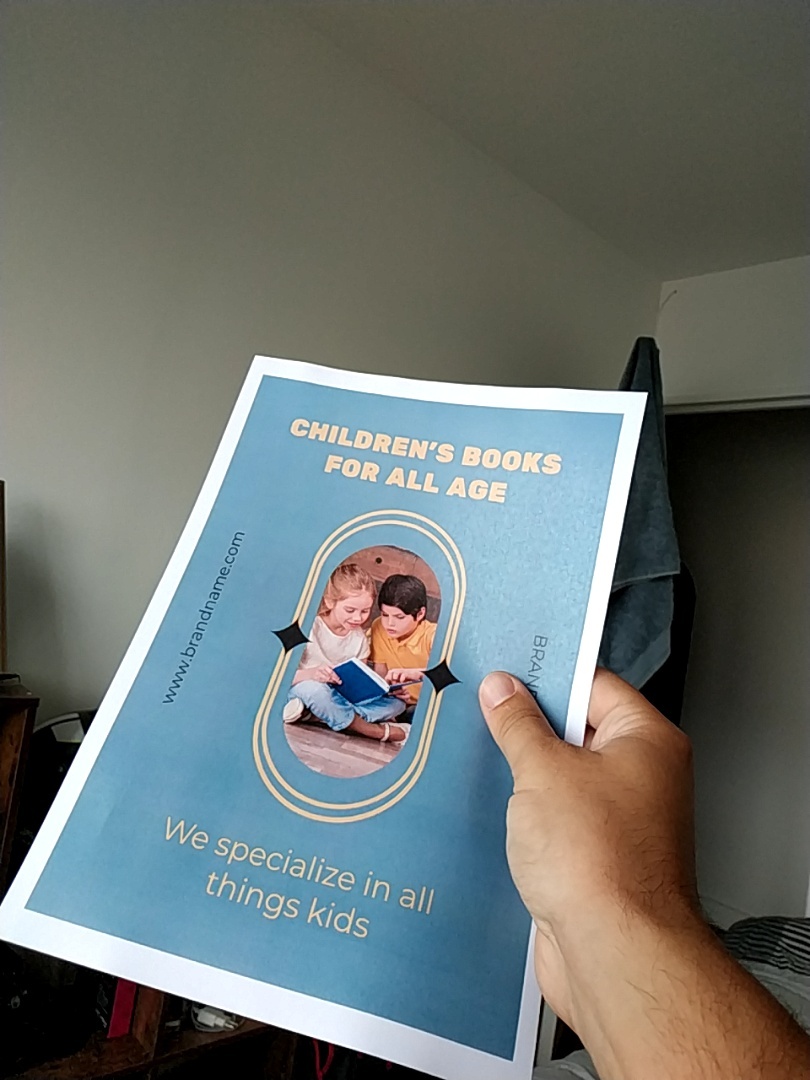 CHILDREN'S BOOKS
FOR ALL AGE
www.brandname.com
We specialize in all
things kids